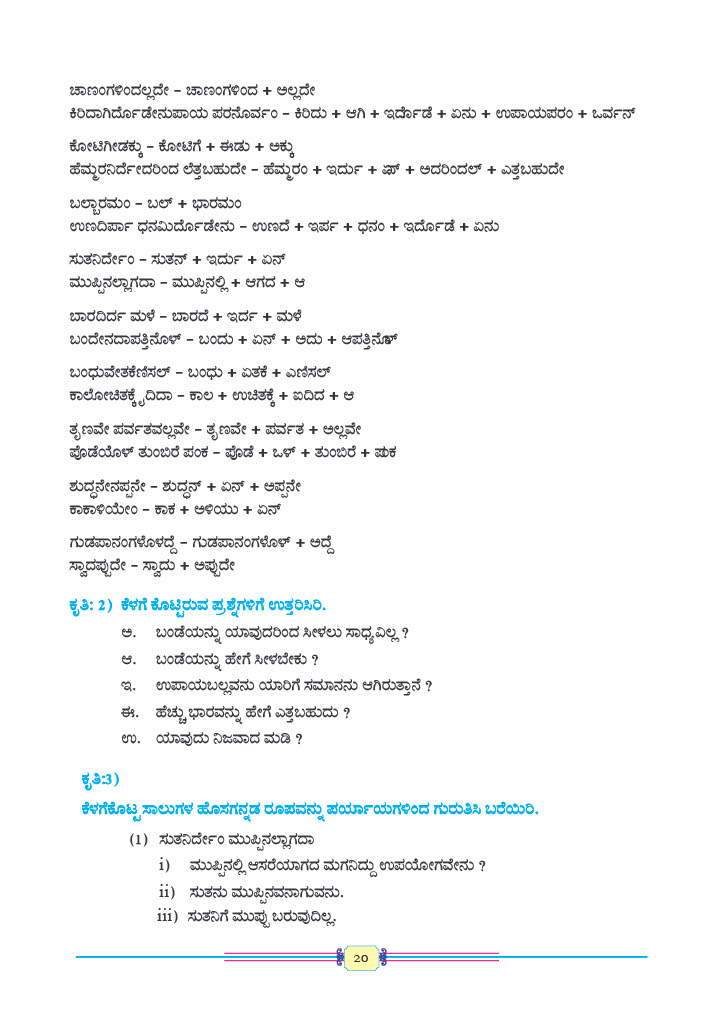 ಚಾಣಂಗಳಿಂದಲ್ಲದೇ – ಚಾಣಂಗಳಿಂದ + ಅಲ್ಲದೇ
ಕಿರಿದಾಗಿರ್ದೊಡೇನುಪಾಯ ಪರನೊರ್ವಂ – ಕಿರಿದು + ಆಗಿ + ಇರ್ದೊಡೆ + ಏನು + ಉಪಾಯಪರಂ + ಒರ್ವನ್
ಕೋಟಿಗೀಡಕ್ಕು – ಕೋಟಿಗೆ + ಈಡು + ಅಕ್ಕು
ಹೆಮ್ಮರನಿರ್ದೇದರಿಂದ ಲೆತ್ತಬಹುದೇ – ಹೆಮ್ಮರಂ + ಇರ್ದು + ಏನ್ + ಅದರಿಂದಲ್ + ಎತ್ತಬಹುದೇ
ಬಲ್ಬಾರಮಂ – ಬಲ್ + ಭಾರಮಂ
ಉಣದಿರ್ಪಾ ಧನಮಿರ್ದೊಡೇನು – ಉಣದೆ + ಇರ್ಪ + ಧನಂ + ಇರ್ದೊಡೆ + ಏನು
ಸುತನಿರ್ದೇಂ – ಸುತನ್ + ಇರ್ದು + ಏನ್
ಮುಪ್ಪಿನಲ್ಲಾಗದಾ – ಮುಪ್ಪಿನಲ್ಲಿ + ಆಗದ + ಆ
ಬಾರದಿರ್ದ ಮಳೆ – ಬಾರದೆ + ಇರ್ದ + ಮಳೆ
ಬಂದೇನದಾಪತ್ತಿನೊಳ್ – ಬಂದು + ಏನ್ + ಅದು + ಆಪತ್ತಿನೊಳ್
ಬಂಧುವೇತಕೆಣಿಸಲ್ – ಬಂಧು + ಏತಕೆ + ಎಣಿಸಲ್
ಕಾಲೋಚಿತಕ್ಕೈದಿದಾ – ಕಾಲ + ಉಚಿತಕ್ಕೆ + ಐದಿದ + ಆ
ತೃಣವೇ ಪರ್ವತವಲ್ಲವೇ – ತೃಣವೇ + ಪರ್ವತ + ಅಲ್ಲವೇ
ಪೊಡೆಯೊಳ್ ತುಂಬಿರೆ ಪಂಕ – ಪೊಡೆ + ಒಳ್ + ತುಂಬಿರೆ + ಪಂಕ
ಶುದ್ಧನೇನಪ್ಪನೇ – ಶುದ್ಧನ್ + ಏನ್ + ಅಪ್ಪನೇ
ಕಾಕಾಳಿಯೇಂ – ಕಾಕ + ಅಳಿಯು + ಏನ್
ಗುಡಪಾನಂಗಳೊಳದ್ದೆ – ಗುಡಪಾನಂಗಳೊಳ್ + ಅದ್ದೆ
ಸ್ವಾದಪ್ಪುದೇ – ಸ್ವಾದು + ಅಪ್ಪುದೇ
ಕೃತಿ: 2) ಕೆಳಗೆ ಕೊಟ್ಟಿರುವ ಪ್ರಶ್ನೆಗಳಿಗೆ ಉತ್ತರಿಸಿರಿ.
ಅ. ಬಂಡೆಯನ್ನು ಯಾವುದರಿಂದ ಸೀಳಲು ಸಾಧ್ಯವಿಲ್ಲ ?
ಆ. ಬಂಡೆಯನ್ನು ಹೇಗೆ ಸೀಳಬೇಕು ?
ಇ. ಉಪಾಯಬಲ್ಲವನು ಯಾರಿಗೆ ಸಮಾನನು ಆಗಿರುತ್ತಾನೆ ?
ಈ. ಹೆಚ್ಚು ಭಾರವನ್ನು ಹೇಗೆ ಎತ್ತಬಹುದು ?
ಉ. ಯಾವುದು ನಿಜವಾದ ಮಡಿ ?
ಕೃತಿ:3)
ಕೆಳಗೆಕೊಟ್ಟ ಸಾಲುಗಳ ಹೊಸಗನ್ನಡ ರೂಪವನ್ನು ಪರ್ಯಾಯಗಳಿಂದ ಗುರುತಿಸಿ ಬರೆಯಿರಿ.
(1) ಸುತನಿರ್ದೇಂ ಮುಪ್ಪಿನಲ್ಲಾಗದಾ
i) ಮುಪ್ಪಿನಲ್ಲಿ ಆಸರೆಯಾಗದ ಮಗನಿದ್ದು ಉಪಯೋಗವೇನು ?
ii) ಸುತನು ಮುಪ್ಪಿನವನಾಗುವನು.
iii) ಸುತನಿಗೆ ಮುಪ್ಪು ಬರುವುದಿಲ್ಲ.
20